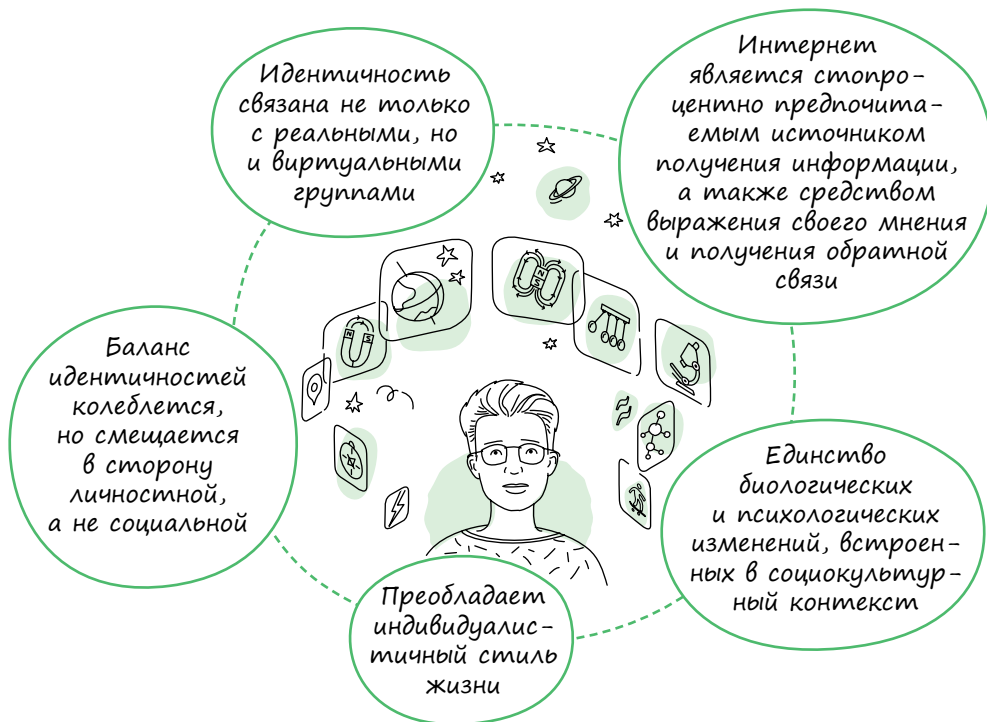 Идентичность
связана не только
с реальными, но
и виртуальными
группами
Интернет
является стопро-
центно предпочита-
емым источником
получения информации,
а также средством
выражения своего мнения
и получения обратной
связи
Баланс
идентичностей
колеблется,
но смещается
в сторону
личностной,
а не социальной
Единство
биологических
и психологических
изменений, встроен-
ных в социокультур-
ный контекст
Преобладает
индивидуалис-
тичный стиль
жизни